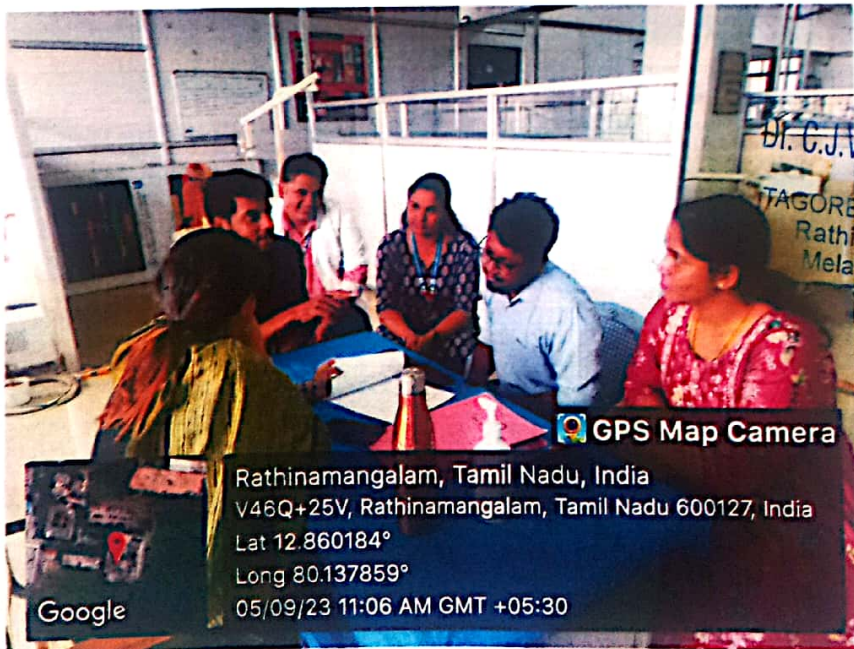 Dr. C.J.V
TAGORE
Rathi
Mela
GPS Map Camera
Rathinamangalam, Tamil Nadu, India
V46Q+25V, Rathinamangalam, Tamil Nadu 600127, India
Lat 12.860184°
Long 80.137859°
05/09/23 11:06 AM GMT +05:30
Google